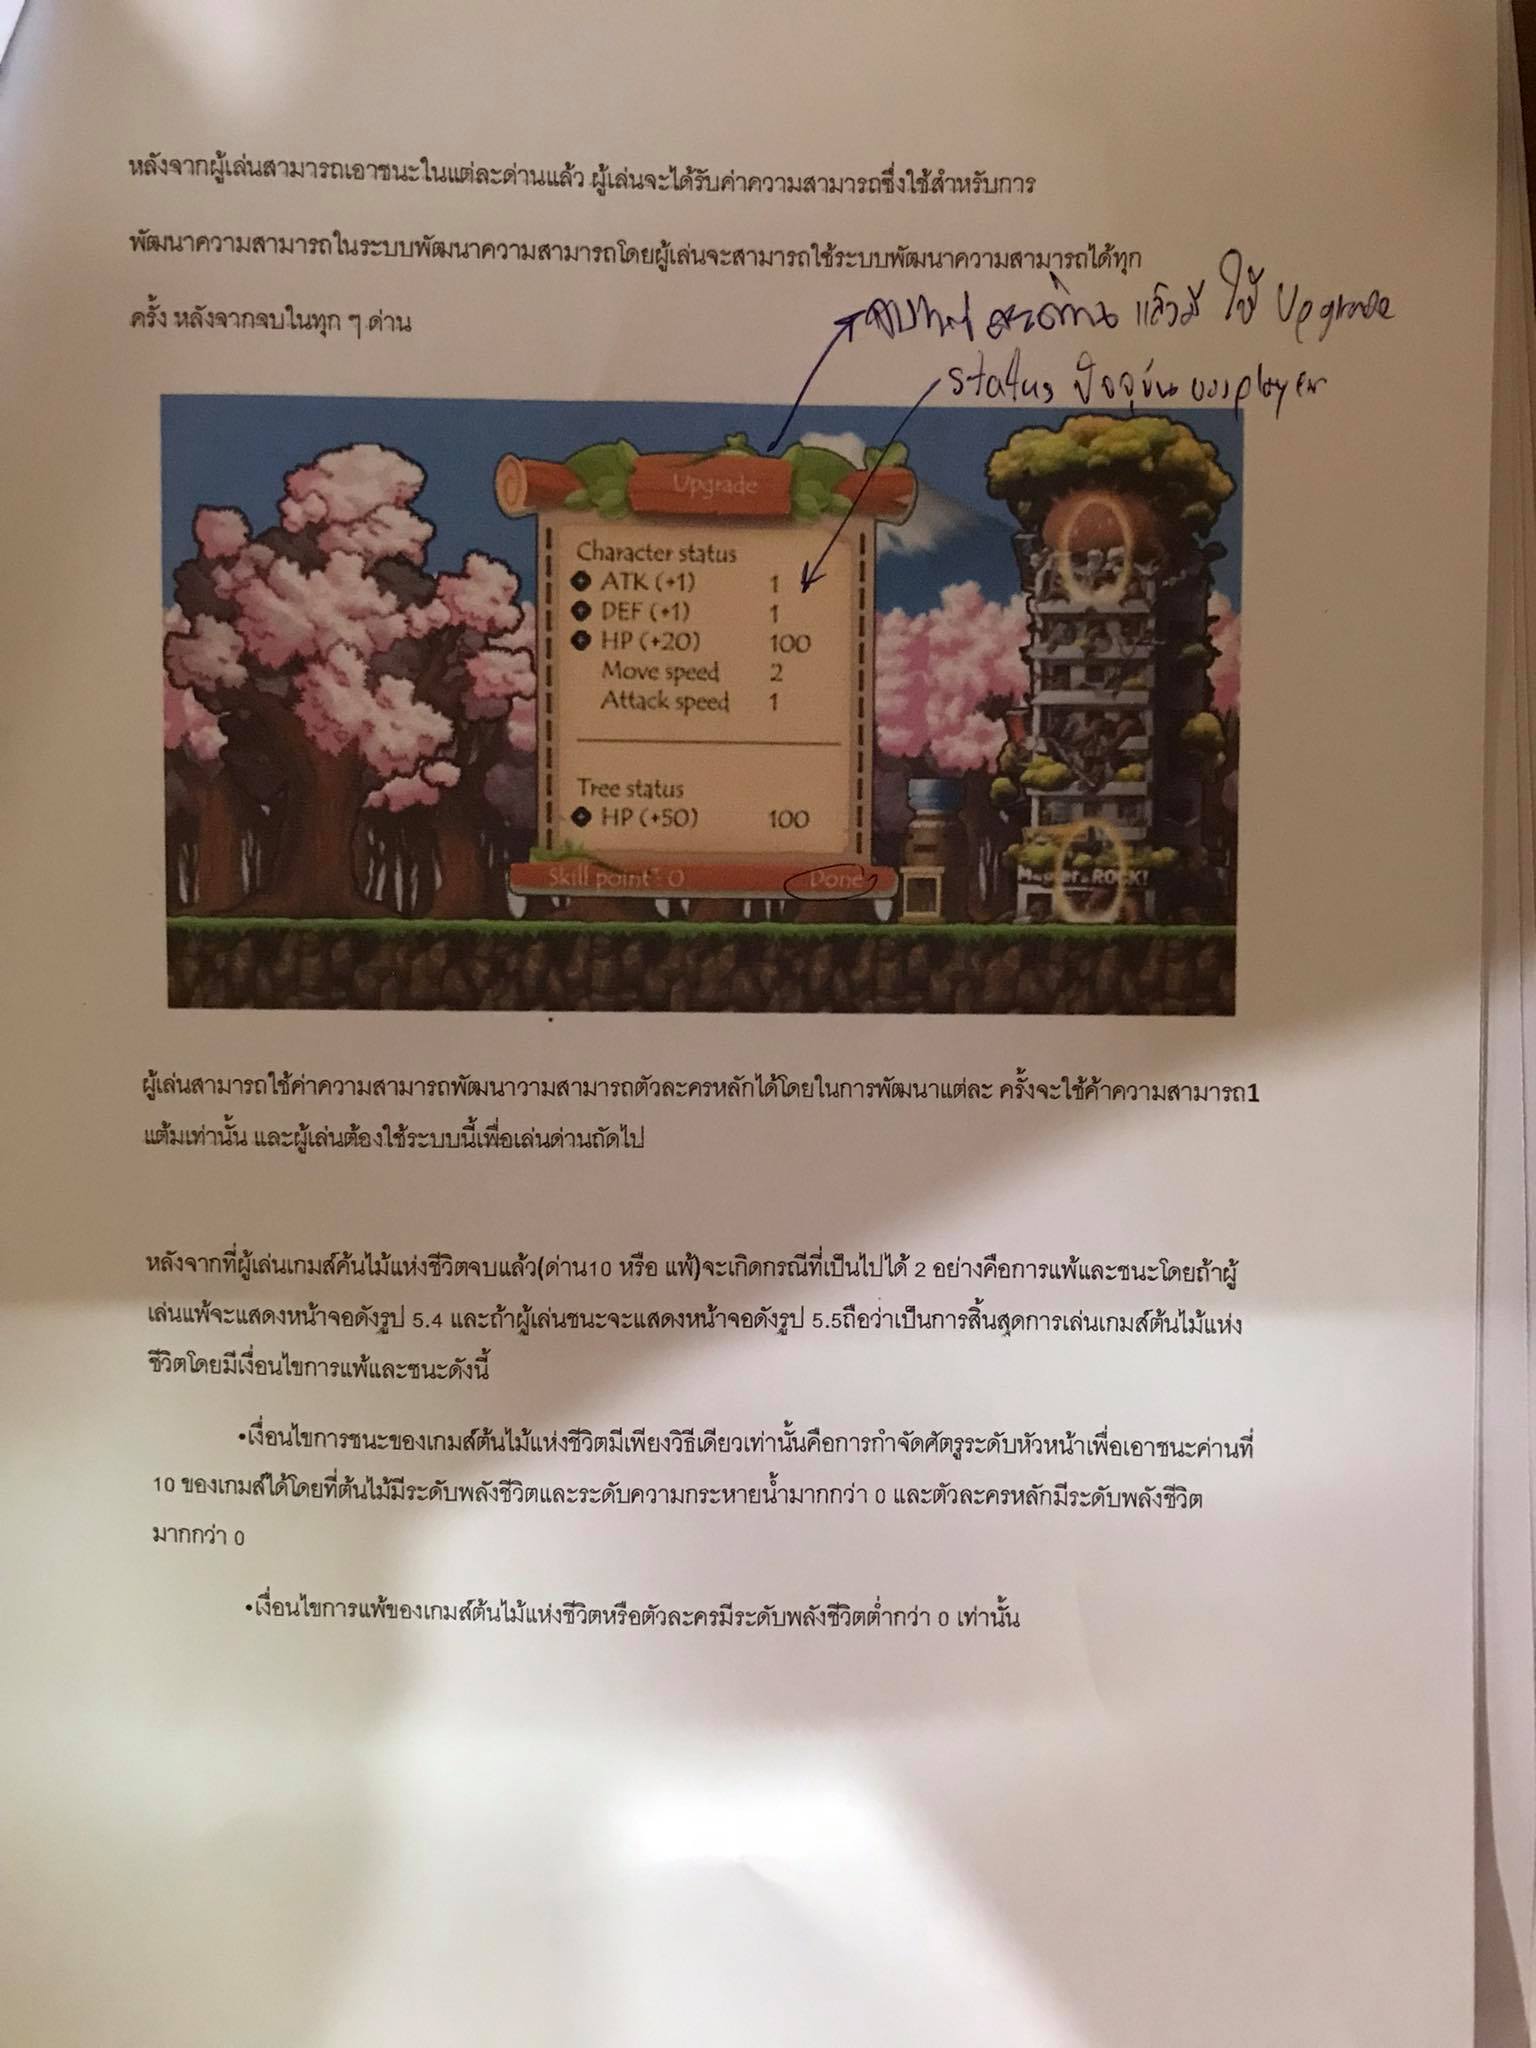 หลังจากผู้เล่นสามารถเอาชนะในแต่ละด่านแล้ว ผู้เล่นจะได้รับค่าความสามารถซึ่งใช้สำหรับการ
พัฒนาความสามารถในระบบพัฒนาความสามารถโดยผู้เล่นจะสามารถใช้ระบบพัฒนาความสามารถได้ทุก
ครั้ง หลังจากจบในทุก ๆ ด่าน
จบแต่ละด่าน แล้วมี ให้ Upgrade
status ปัจจุบัน ของplayer
Upgrade
Character status
ATK (+1) 1
DEF (+1) 1
HP (+20) 100
Move speed 2
Attack speed 1
Tree status
HP (+50) 100
Skill point : 0 Done
ROCK!
ผู้เล่นสามารถใช้ค่าความสามารถพัฒนาวามสามารถตัวละครหลักได้โดยในการพัฒนาแต่ละ ครั้งจะใช้ค้าความสามารถ1
แต้มเท่านั้น และผู้เล่นต้องใช้ระบบนี้เพื่อเล่นด่านถัดไป
หลังจากที่ผู้เล่นเกมส์ค้นไม้แห่งชีวิตจบแล้ว(ด่าน10 หรือ แพ้)จะเกิดกรณีที่เป็นไปได้ 2 อย่างคือการแพ้และชนะโดยถ้าผู้
เล่นแพ้จะแสดงหน้าจอดังรูป 5.4 และถ้าผู้เล่นชนะจะแสดงหน้าจอดังรูป 5.5ถือว่าเป็นการสิ้นสุดการเล่นเกมส์ต้นไม้แห่ง
ชีวิตโดยมีเงื่อนไขการแพ้และชนะดังนี้
•เงื่อนไขการชนะของเกมส์ต้นไม้แห่งชีวิตมีเพียงวิธีเดียวเท่านั้นคือการกำจัดศัตรูระดับหัวหน้าเพื่อเอาชนะค่านที่
10 ของเกมส์ได้โดยที่ต้นไม้มีระดับพลังชีวิตและระดับความกระหายน้ำมากกว่า 0 และตัวละครหลักมีระดับพลังชีวิต
มากกว่า 0
•เงื่อนไขการแพ้ของเกมส์ต้นไม้แห่งชีวิตหรือตัวละครมีระดับพลังชีวิตต่ำกว่า 0 เท่านั้น